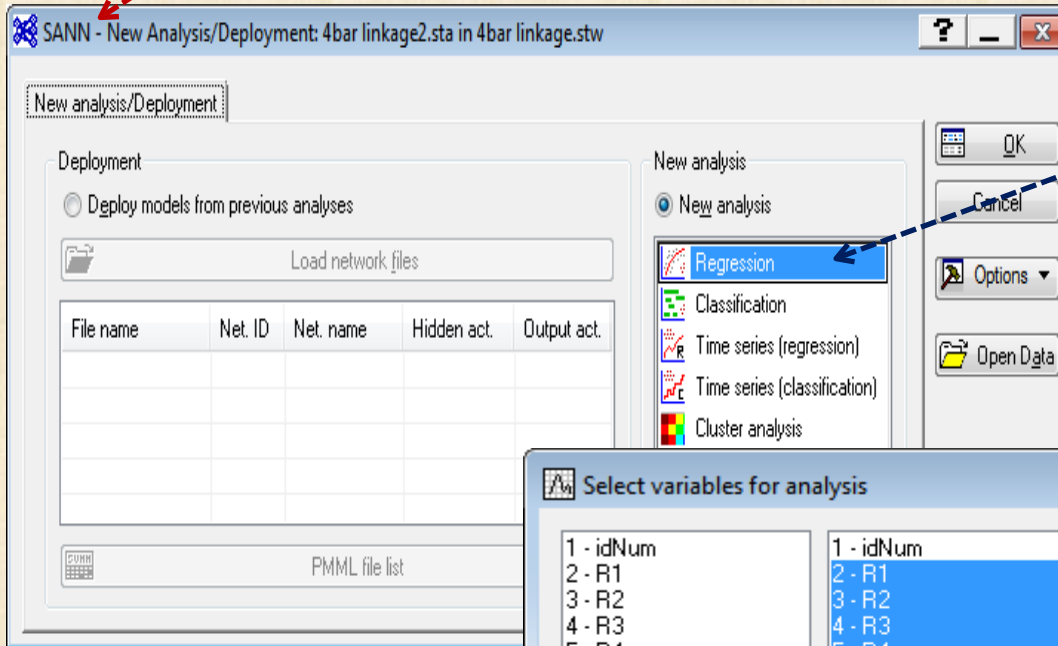 SANN - New Analysis/Deployment: 4bar linkage2.sta in 4bar linkage.stw
New analysis/Deployment
Deployment
Deploy models from previous analyses
Load network files
File name Net. ID Net. name Hidden act. Output act.
PMML file list
New analysis
New analysis
Regression
Classification
Time series (regression)
Time series (classification)
Cluster analysis
OK
Cancel
Options
Open Data
Select variables for analysis
1 - idNum
2 - R1
3 - R2
4 - R3
1 - idNum
2 - R1
3 - R2
4 - R3